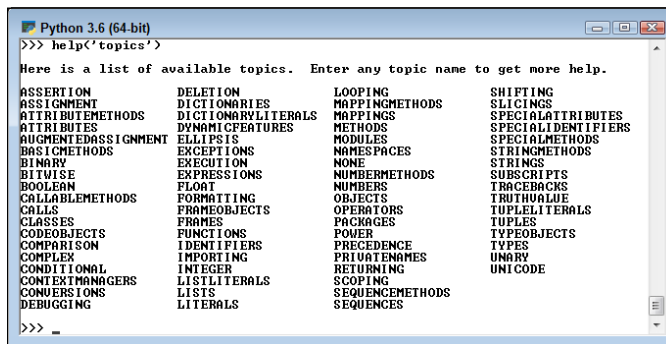 Python 3.6 (64-bit)
>>> help('topics')
Here is a list of available topics.  Enter any topic name to get more help.
ASSERTION DELETION LOOPING SHIFTING
ASSIGNMENT DICTIONARIES MAPPINGMETHODS SLICINGS
ATTRIBUTEMETHODS DICTIONARYLITERALS MAPPINGS SPECIALATTRIBUTES
ATTRIBUTES DYNAMICFEATURES METHODS SPECIALIDENTIFIERS
AUGMENTEDASSIGNMENT ELLIPSIS MODULES SPECIALMETHODS
BASICMETHODS EXCEPTIONS NAMESPACES STRINGMETHODS
BINARY EXECUTION NONE STRINGS
BITWISE EXPRESSIONS NUMBERMETHODS SUBSCRIPTS
BOOLEAN FLOAT NUMBERS TRACEBACKS
CALLABLEMETHODS FORMATTING OBJECTS TRUTHVALUE
CALLS FRAMEOBJECTS OPERATORS TUPLELITERALS
CLASSES FRAMES PACKAGES TUPLES
CODEOBJECTS FUNCTIONS POWER TYPEOBJECTS
COMPARISON IDENTIFIERS PRECEDENCE TYPES
COMPLEX IMPORTING PRIVATENAMES UNARY
CONDITIONAL INTEGER RETURNING UNICODE
CONTEXTMANAGERS LISTLITERALS SCOPING
CONVERSIONS LISTS SEQUENCEMETHODS
DEBUGGING LITERALS SEQUENCES
>>> _